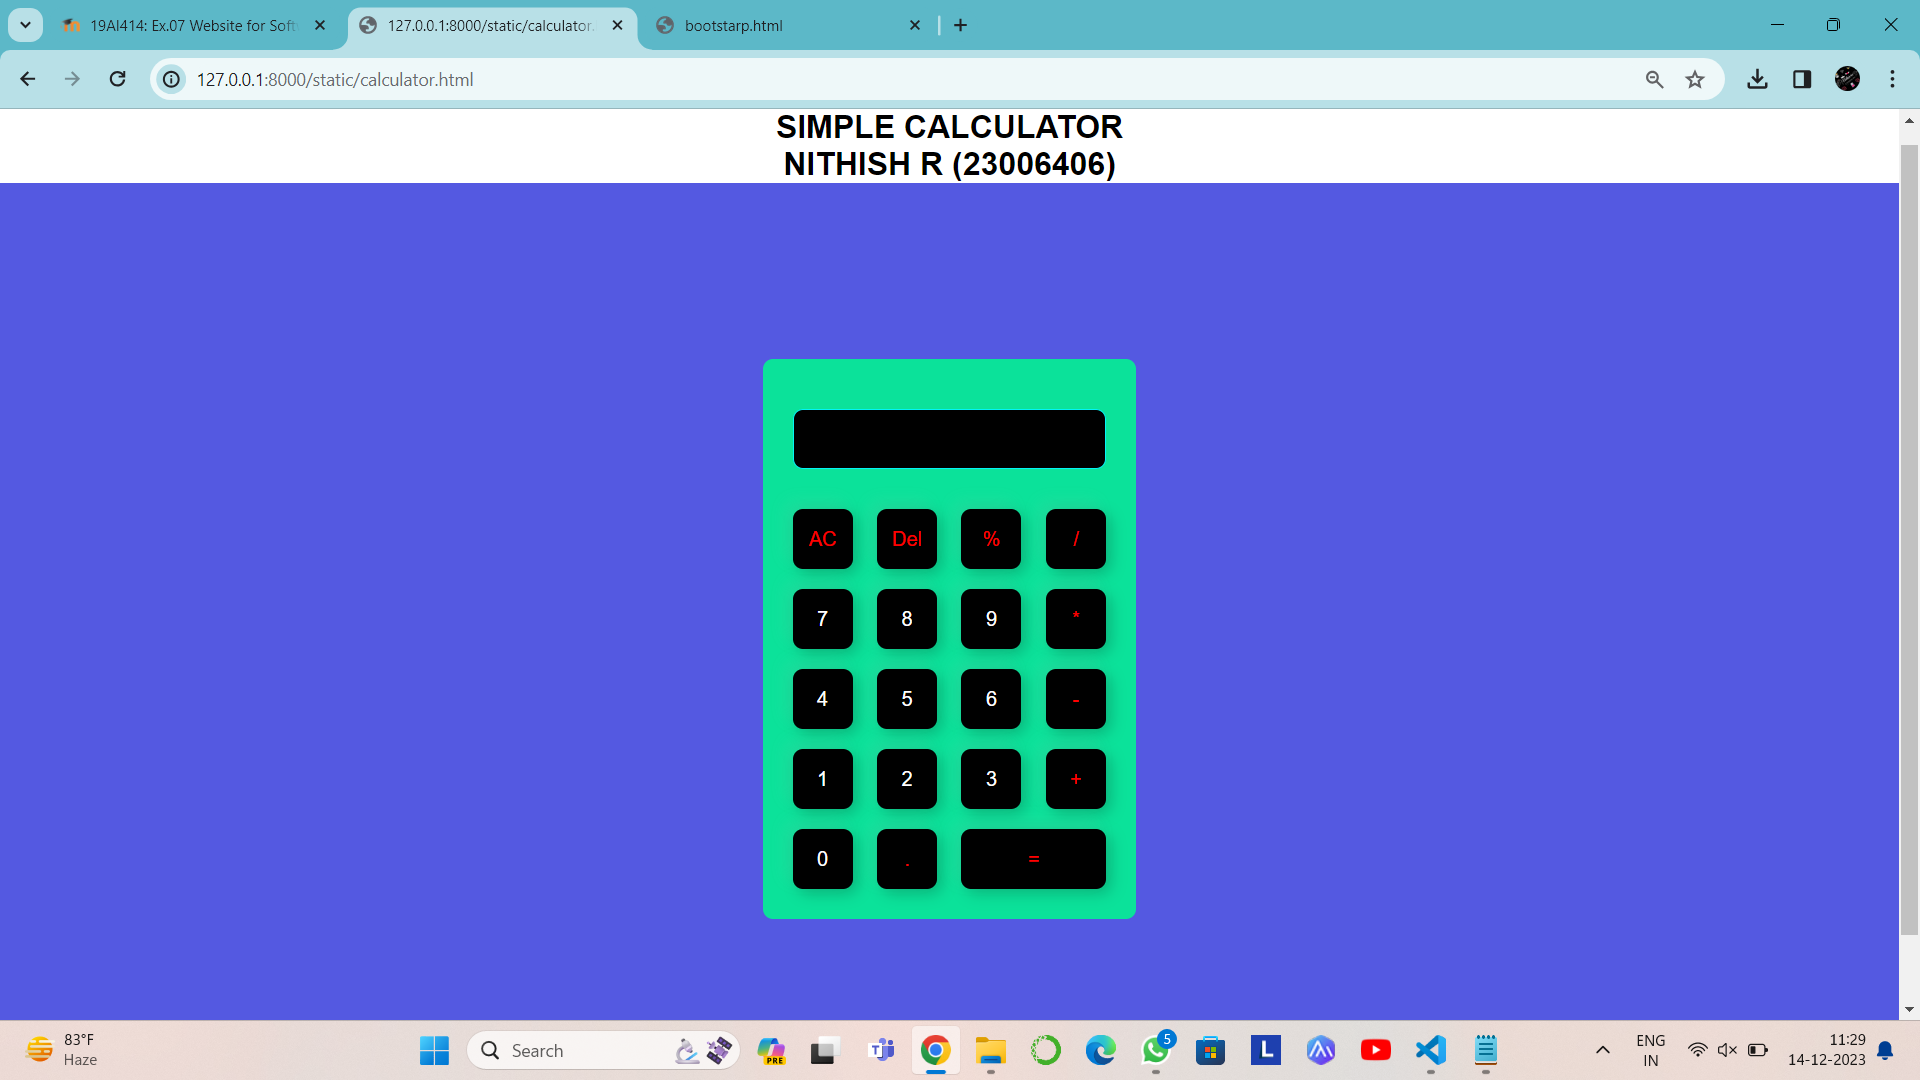 19AI414: Ex.07 Website for Soft
127.0.0.1:8000/static/calculator.
bootstarp.html
127.0.0.1:8000/static/calculator.html
SIMPLE CALCULATOR
NITHISH R (23006406)
AC Del % /
7 8 9 *
4 5 6 -
1 2 3 +
0 . =
83°F
Haze
Search
PRE
5
L
ENG
IN
11:29
14-12-2023